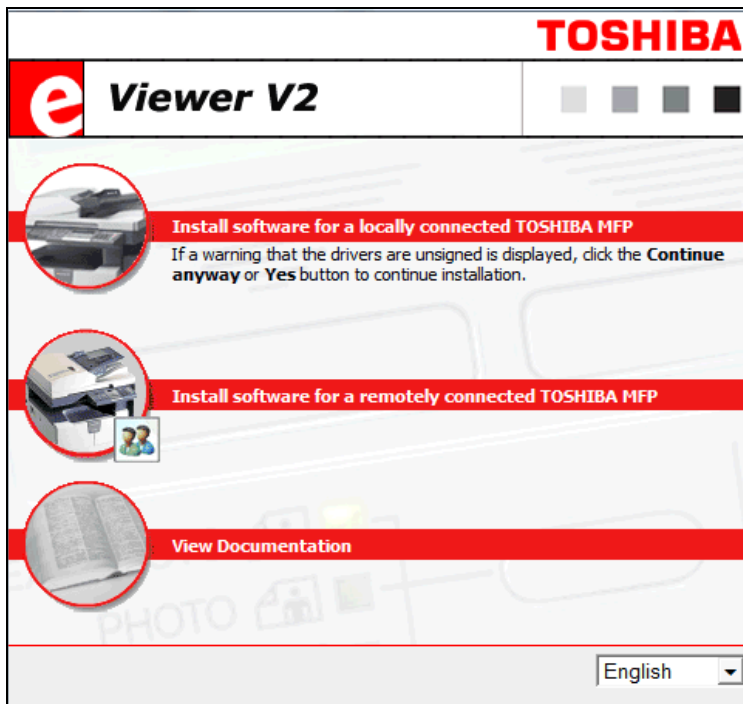 TOSHIBA
e Viewer V2
Install software for a locally connected TOSHIBA MFP
If a warning that the drivers are unsigned is displayed, click the Continue
anyway or Yes button to continue installation.
Install software for a remotely connected TOSHIBA MFP
View Documentation
PHOTO
English